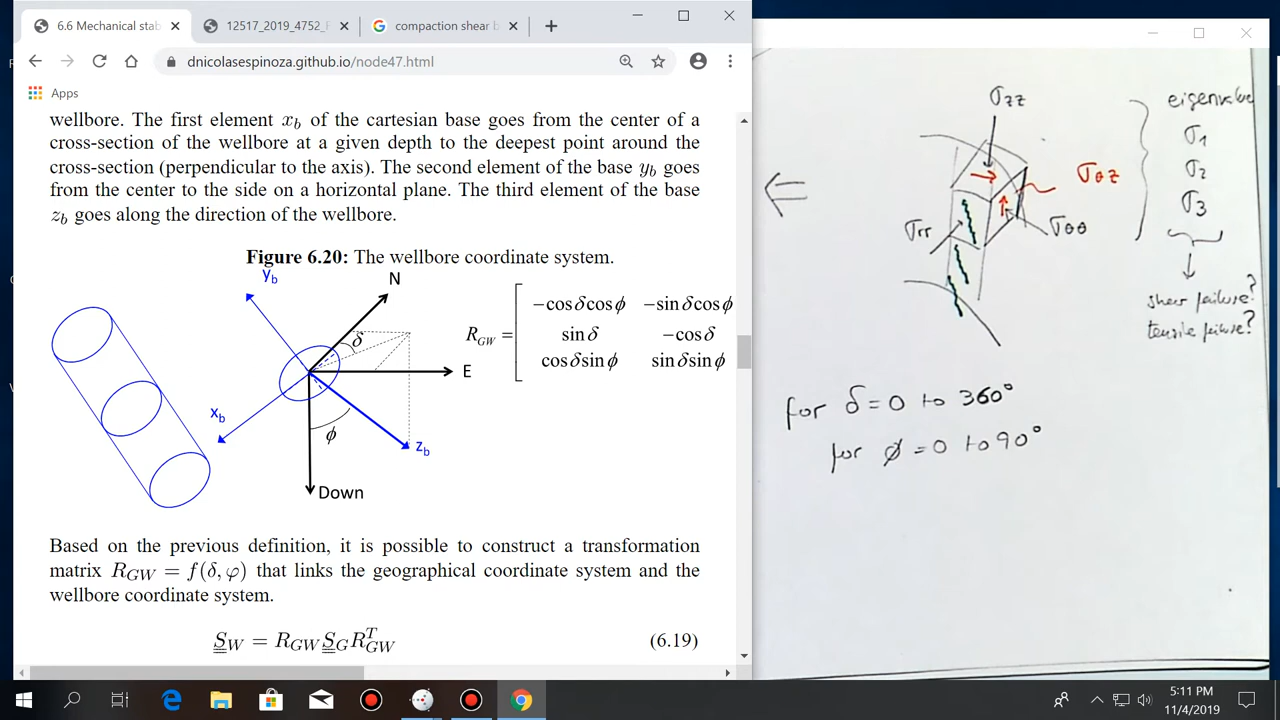 6.6 Mechanical stab
12517_2019_4752_
compaction shear b
dnicolasespinoza.github.io/node47.html
Apps
wellbore. The first element x_b of the cartesian base goes from the center of a
cross-section of the wellbore at a given depth to the deepest point around the
cross-section (perpendicular to the axis). The second element of the base y_b goes
from the center to the side on a horizontal plane. The third element of the base
z_b goes along the direction of the wellbore.
Figure 6.20: The wellbore coordinate system.
y_b
N
δ
E
x_b
ϕ
z_b
Down
R_GW =
−cosδcosϕ −sinδcosϕ
sinδ −cosδ
cosδsinϕ sinδsinϕ
Based on the previous definition, it is possible to construct a transformation
matrix R_GW = f(δ, φ) that links the geographical coordinate system and the
wellbore coordinate system.
S_W = R_GW S_G R_GW^T (6.19)
σzz
σθz
σrr
σθθ
eigenvalue
σ1
σ2
σ3
shear failure?
tensile failure?
for δ = 0 to 360°
for ϕ = 0 to 90°
5:11 PM
11/4/2019